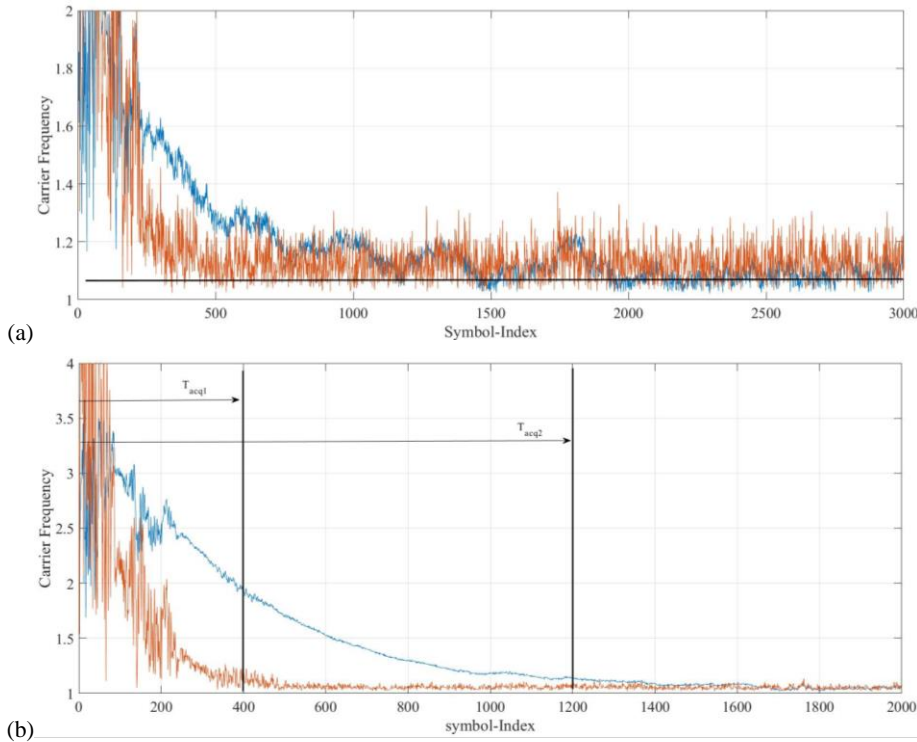 2
1.8
1.6
1.4
1.2
1
Carrier Frequency
0 500 1000 1500 2000 2500 3000
Symbol-Index
(a)
4
3.5
3
2.5
2
1.5
1
Carrier Frequency
Tacq1
Tacq2
0 200 400 600 800 1000 1200 1400 1600 1800 2000
symbol-Index
(b)